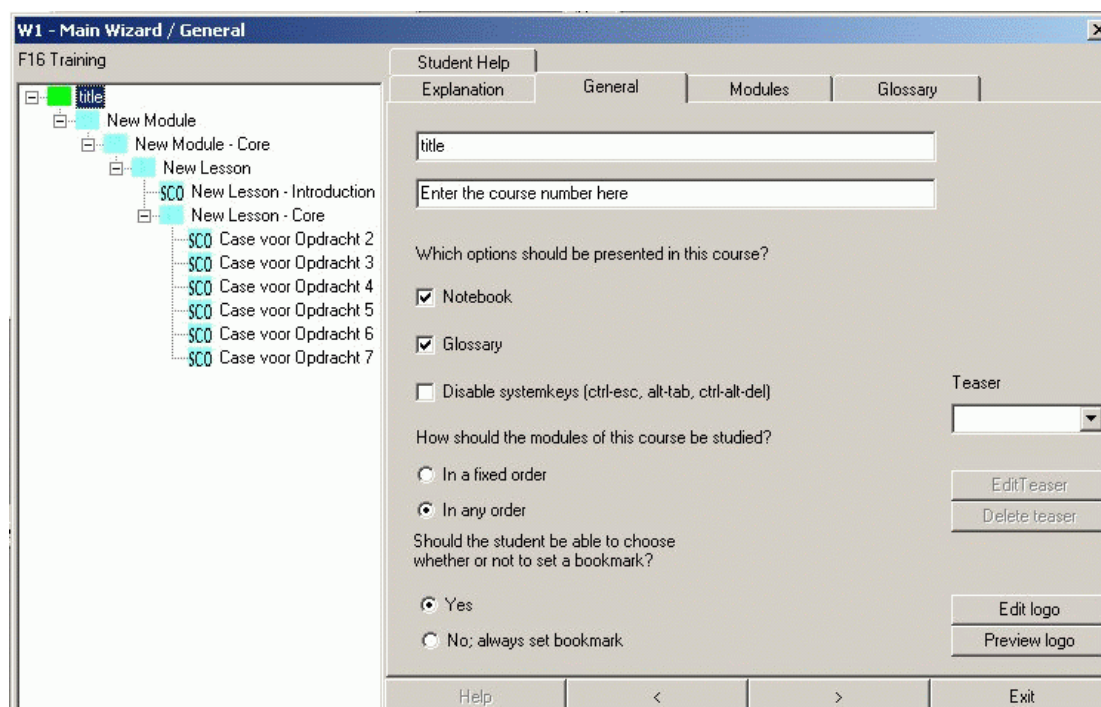 W1 - Main Wizard / General
F16 Training
title
New Module
New Module - Core
New Lesson
SCO New Lesson - Introduction
New Lesson - Core
SCO Case voor Opdracht 2
SCO Case voor Opdracht 3
SCO Case voor Opdracht 4
SCO Case voor Opdracht 5
SCO Case voor Opdracht 6
SCO Case voor Opdracht 7
Student Help
Explanation General Modules Glossary
title
Enter the course number here
Which options should be presented in this course?
Notebook
Glossary
Disable systemkeys (ctrl-esc, alt-tab, ctrl-alt-del)
Teaser
How should the modules of this course be studied?
In a fixed order
EditTeaser
In any order
Delete teaser
Should the student be able to choose
whether or not to set a bookmark?
Yes
Edit logo
No; always set bookmark
Preview logo
Help < > Exit